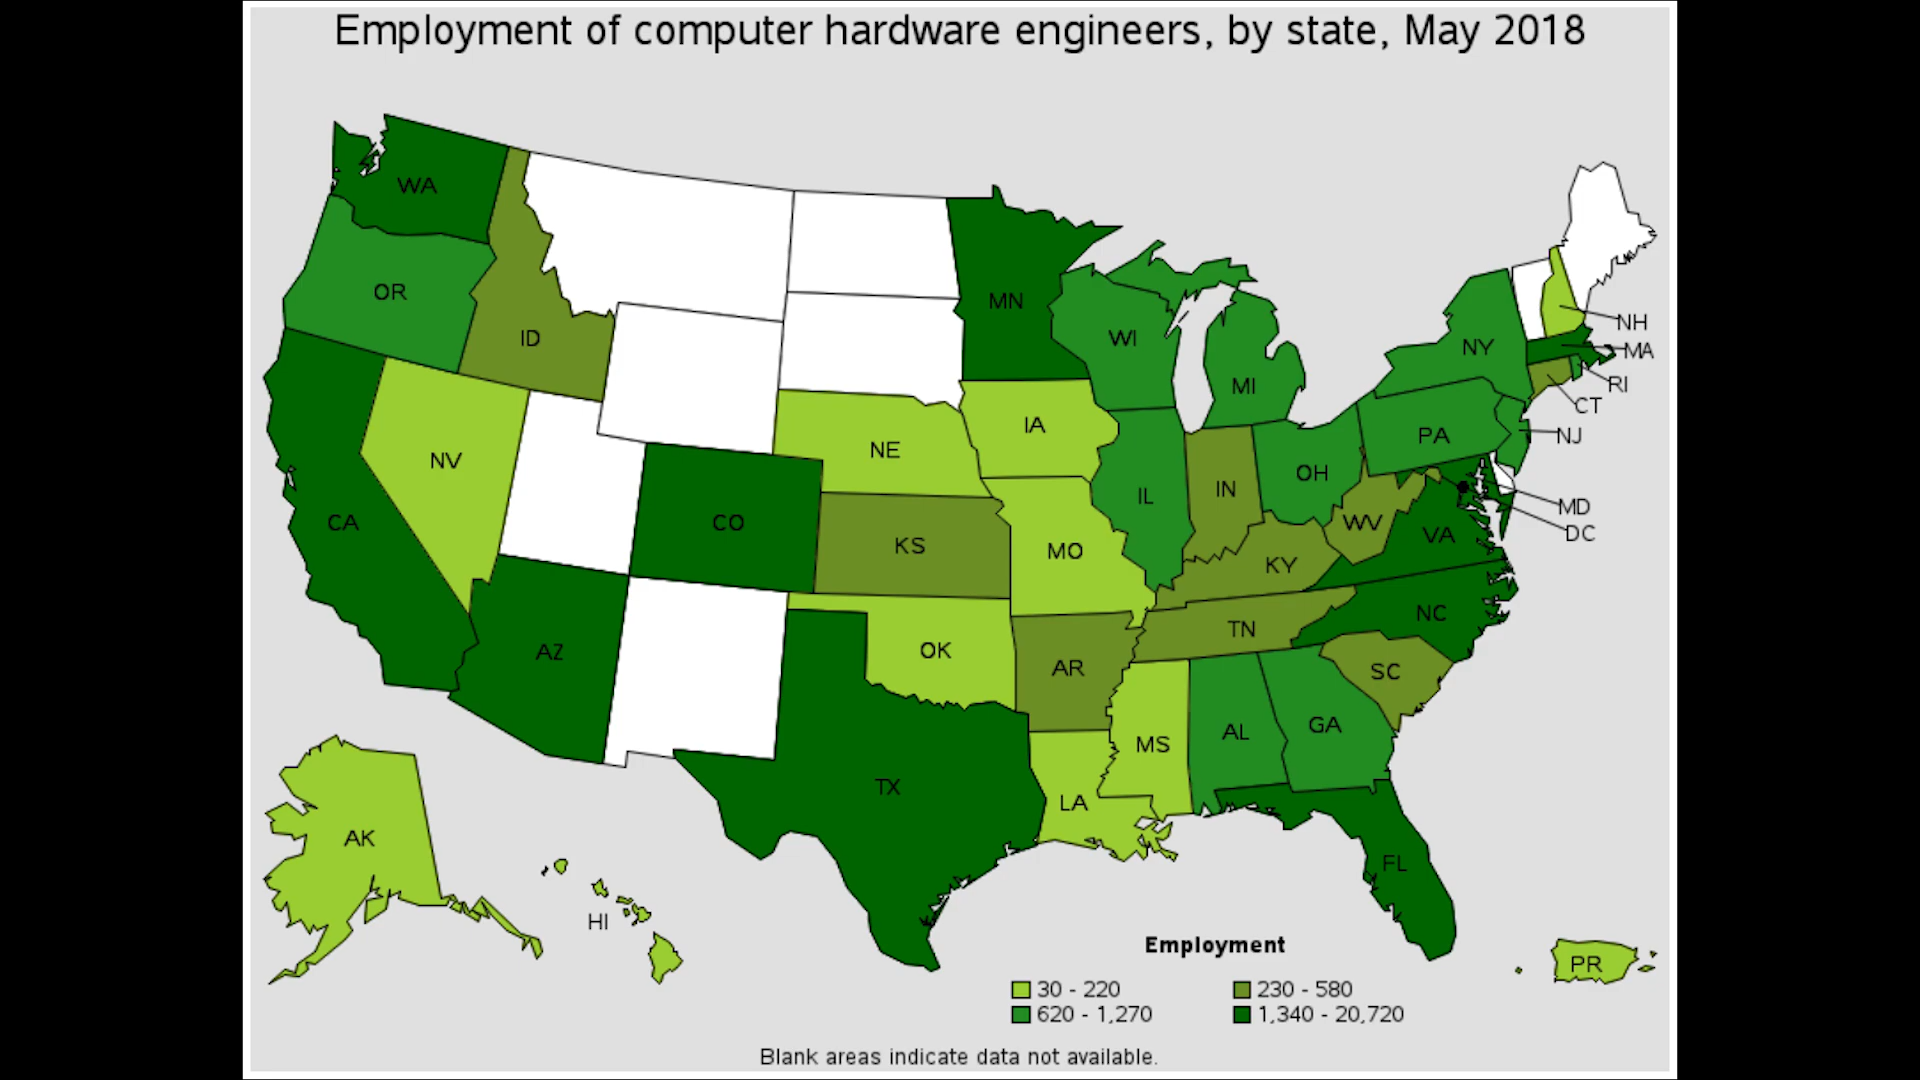 Employment of computer hardware engineers, by state, May 2018
WA
OR
ID
MN
WI
MI
NY
NH
MA
RI
CT
NJ
PA
NV
NE
IA
IL
IN
OH
MD
DC
CA
CO
KS
MO
KY
WV
VA
AZ
OK
AR
TN
NC
SC
TX
LA
MS
AL
GA
FL
AK
HI
PR
Employment
30 - 220
230 - 580
620 - 1,270
1,340 - 20,720
Blank areas indicate data not available.